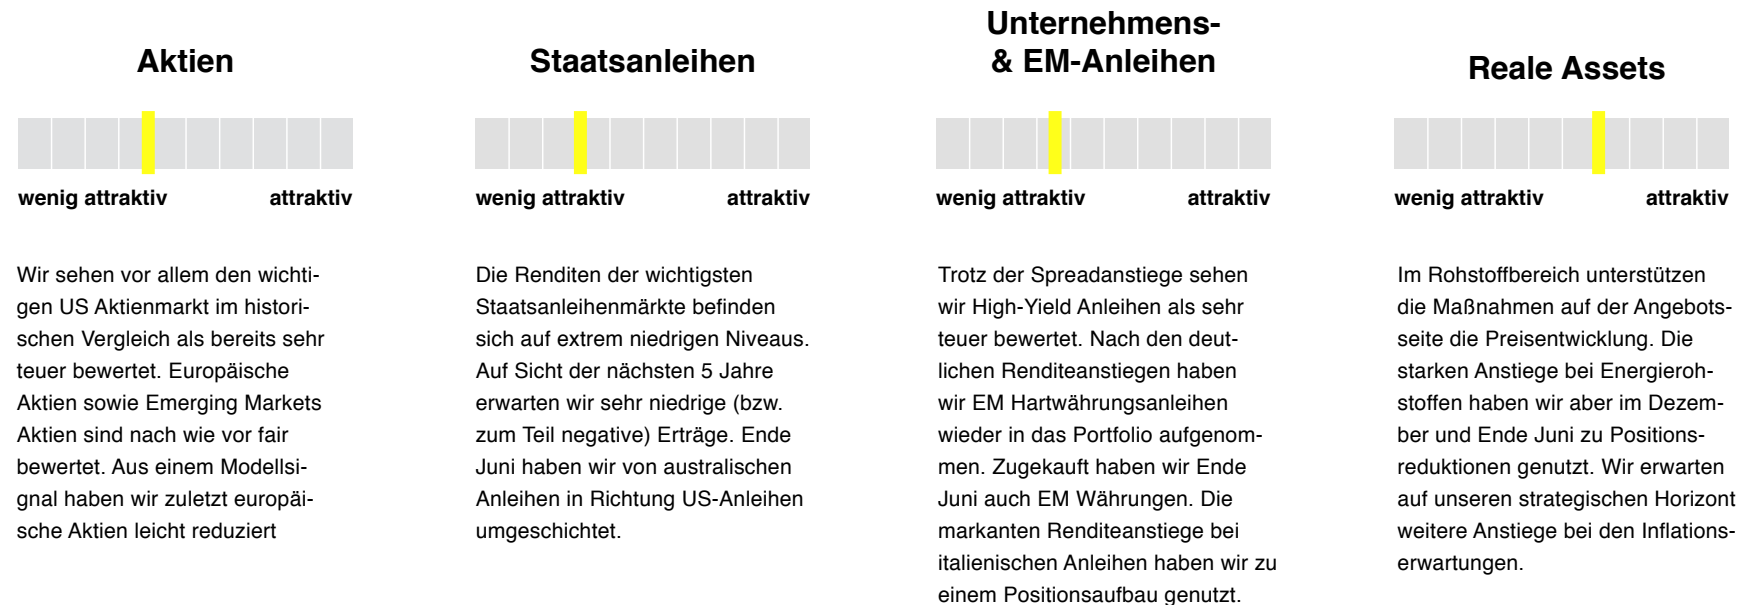 Aktien
wenig attraktiv attraktiv
Wir sehen vor allem den wichti-
gen US Aktienmarkt im histori-
schen Vergleich als bereits sehr
teuer bewertet. Europäische
Aktien sowie Emerging Markets
Aktien sind nach wie vor fair
bewertet. Aus einem Modellsi-
gnal haben wir zuletzt europäi-
sche Aktien leicht reduziert
Staatsanleihen
wenig attraktiv attraktiv
Die Renditen der wichtigsten
Staatsanleihenmärkte befinden
sich auf extrem niedrigen Niveaus.
Auf Sicht der nächsten 5 Jahre
erwarten wir sehr niedrige (bzw.
zum Teil negative) Erträge. Ende
Juni haben wir von australischen
Anleihen in Richtung US-Anleihen
umgeschichtet.
Unternehmens-
& EM-Anleihen
wenig attraktiv attraktiv
Trotz der Spreadanstiege sehen
wir High-Yield Anleihen als sehr
teuer bewertet. Nach den deut-
lichen Renditeanstiegen haben
wir EM Hartwährungsanleihen
wieder in das Portfolio aufgenom-
men. Zugekauft haben wir Ende
Juni auch EM Währungen. Die
markanten Renditeanstiege bei
italienischen Anleihen haben wir zu
einem Positionsaufbau genutzt.
Reale Assets
wenig attraktiv attraktiv
Im Rohstoffbereich unterstützen
die Maßnahmen auf der Angebots-
seite die Preisentwicklung. Die
starken Anstiege bei Energieroh-
stoffen haben wir aber im Dezem-
ber und Ende Juni zu Positions-
reduktionen genutzt. Wir erwarten
auf unseren strategischen Horizont
weitere Anstiege bei den Inflations-
erwartungen.